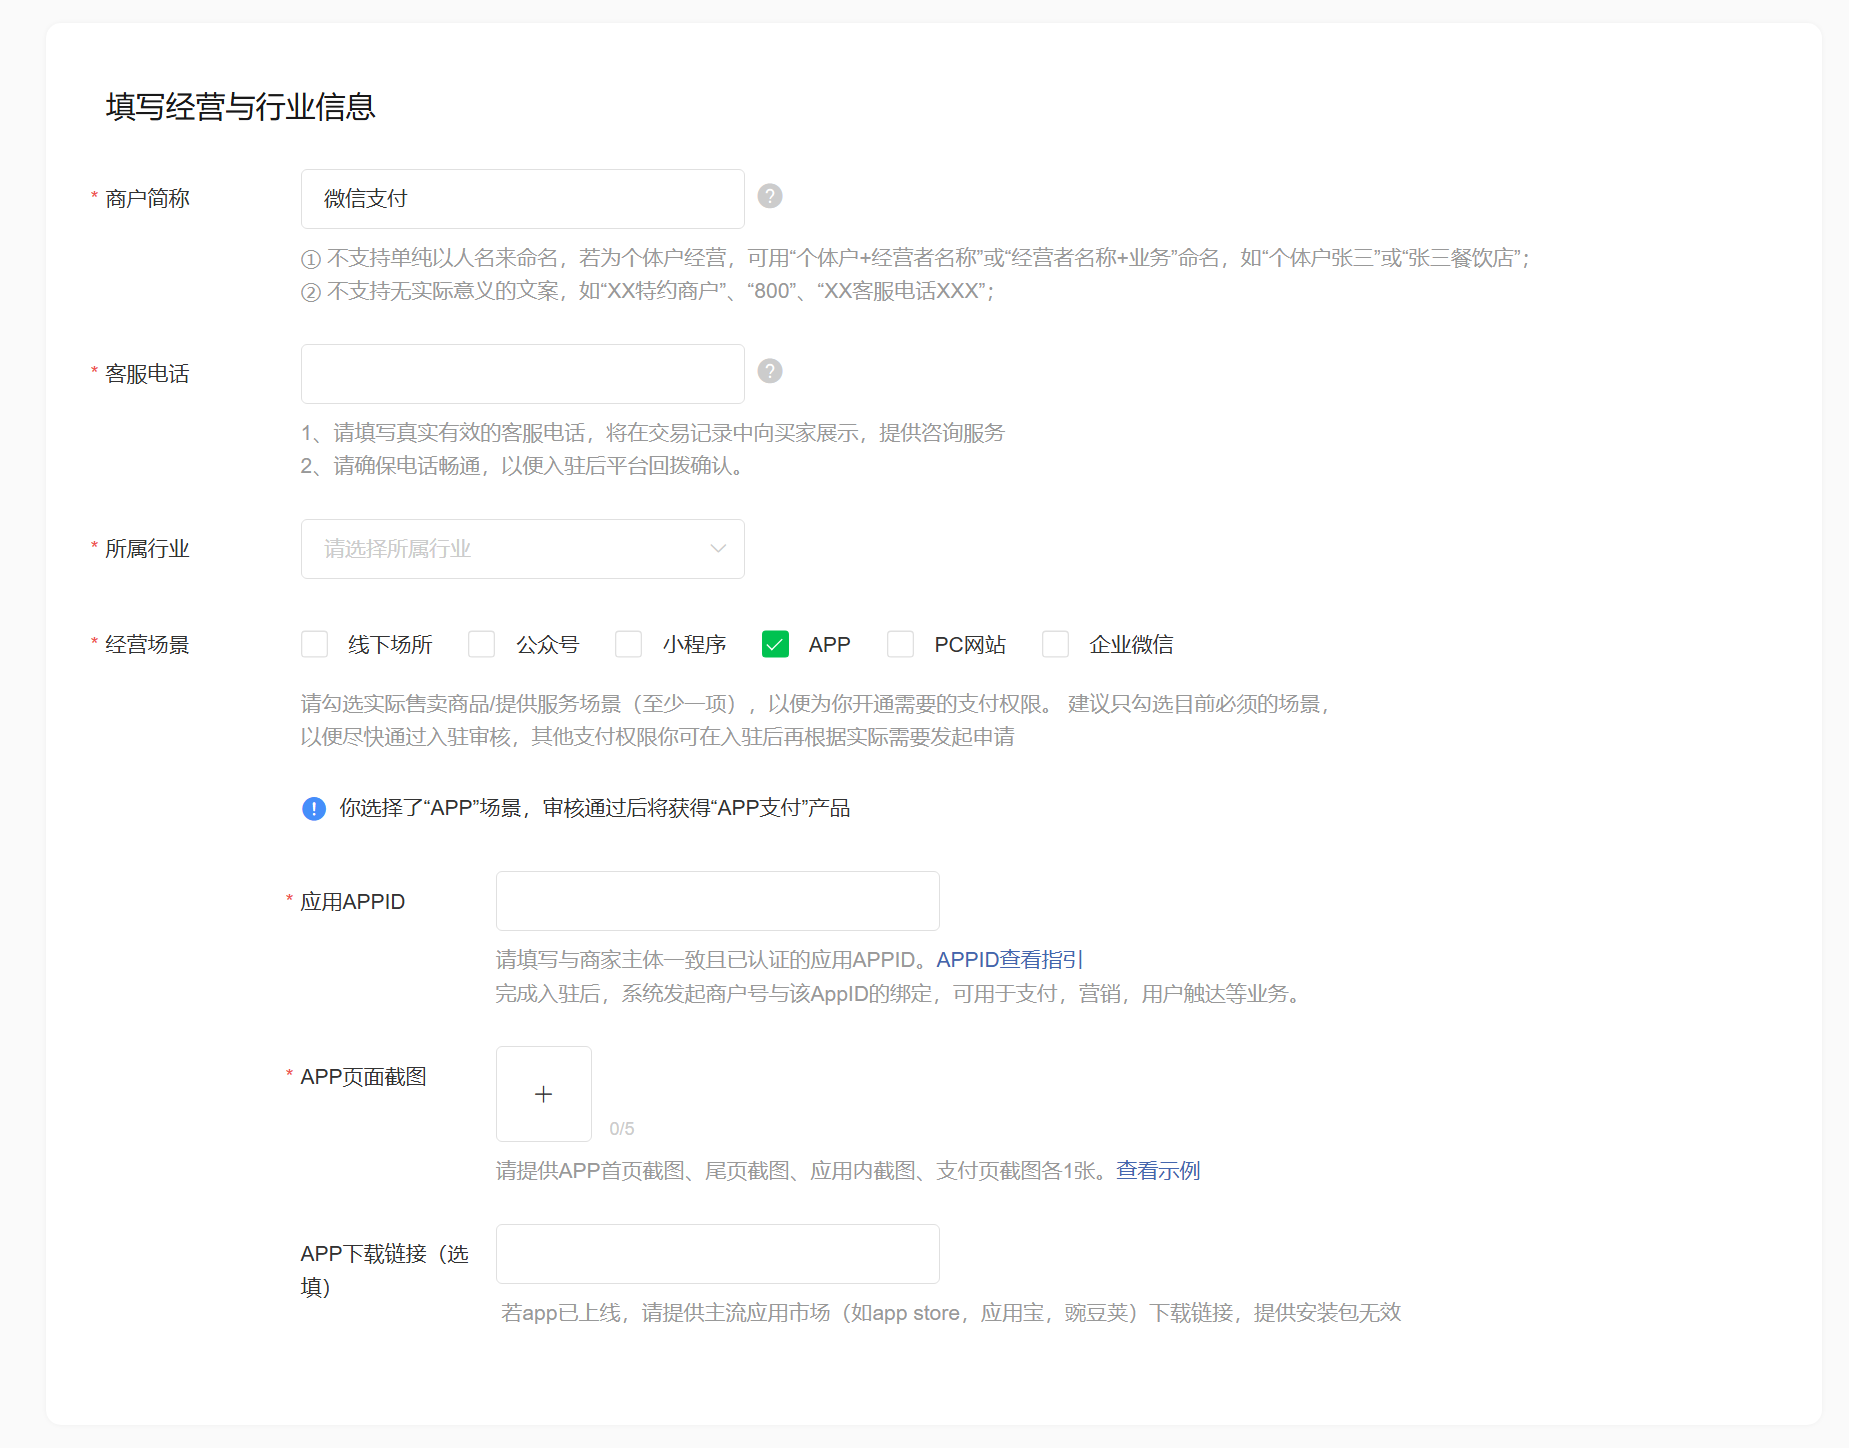 填写经营与行业信息
* 商户简称
微信支付
?
① 不支持单纯以人名来命名，若为个体户经营，可用“个体户+经营者名称”或“经营者名称+业务”命名，如“个体户张三”或“张三餐饮店”；
② 不支持无实际意义的文案，如“XX特约商户”、“800”、“XX客服电话XXX”；
* 客服电话
?
1、请填写真实有效的客服电话，将在交易记录中向买家展示，提供咨询服务
2、请确保电话畅通，以便入驻后平台回拨确认。
* 所属行业
请选择所属行业
* 经营场景
线下场所 公众号 小程序 APP PC网站 企业微信
请勾选实际售卖商品/提供服务场景（至少一项），以便为你开通需要的支付权限。 建议只勾选目前必须的场景，
以便尽快通过入驻审核，其他支付权限你可在入驻后再根据实际需要发起申请
! 你选择了“APP”场景，审核通过后将获得“APP支付”产品
* 应用APPID
请填写与商家主体一致且已认证的应用APPID。APPID查看指引
完成入驻后，系统发起商户号与该AppID的绑定，可用于支付，营销，用户触达等业务。
* APP页面截图
+
0/5
请提供APP首页截图、尾页截图、应用内截图、支付页截图各1张。查看示例
APP下载链接（选
填）
若app已上线，请提供主流应用市场（如app store，应用宝，豌豆荚）下载链接，提供安装包无效